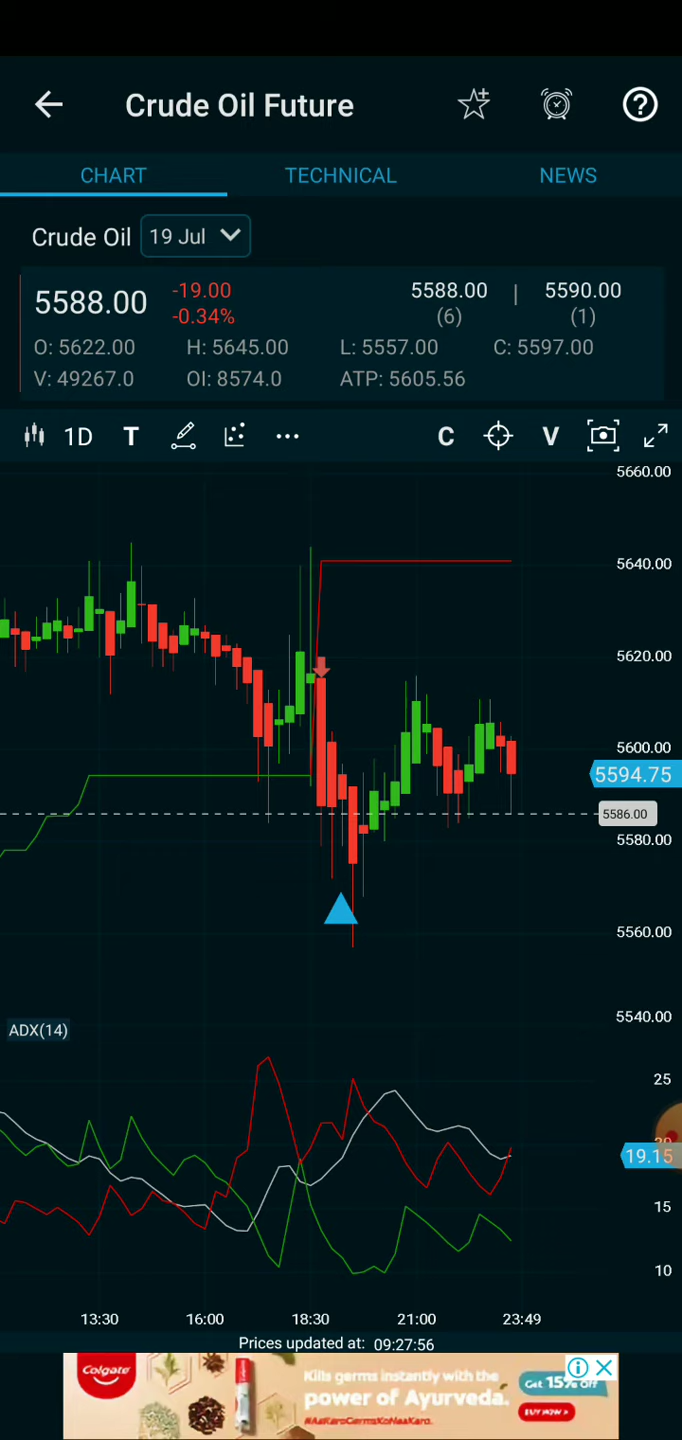 Crude Oil Future
CHART TECHNICAL NEWS
Crude Oil 19 Jul
5588.00 -19.00 5588.00 | 5590.00
-0.34% (6) (1)
O: 5622.00 H: 5645.00 L: 5557.00 C: 5597.00
V: 49267.0 OI: 8574.0 ATP: 5605.56
1D T ... C V
5660.00
5640.00
5620.00
5600.00
5594.75
5586.00
5580.00
5560.00
5540.00
ADX(14)
25
19.15
15
10
13:30 16:00 18:30 21:00 23:49
Prices updated at: 09:27:56
Colgate
Kills germs instantly with the
power of Ayurveda.
#AaKaroGermsKoNaaKaro.
Get 15% off
BUY NOW >